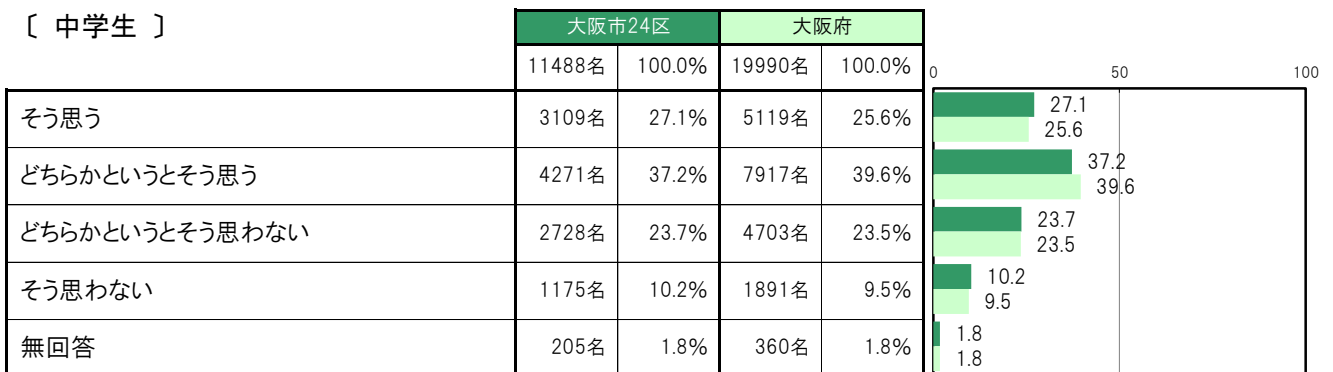 〔 中学生 〕
大阪市24区 大阪府
11488名 100.0% 19990名 100.0%
0 50 100
そう思う 3109名 27.1% 5119名 25.6%
27.1
25.6
どちらかというとそう思う 4271名 37.2% 7917名 39.6%
37.2
39.6
どちらかというとそう思わない 2728名 23.7% 4703名 23.5%
23.7
23.5
そう思わない 1175名 10.2% 1891名 9.5%
10.2
9.5
無回答 205名 1.8% 360名 1.8%
1.8
1.8